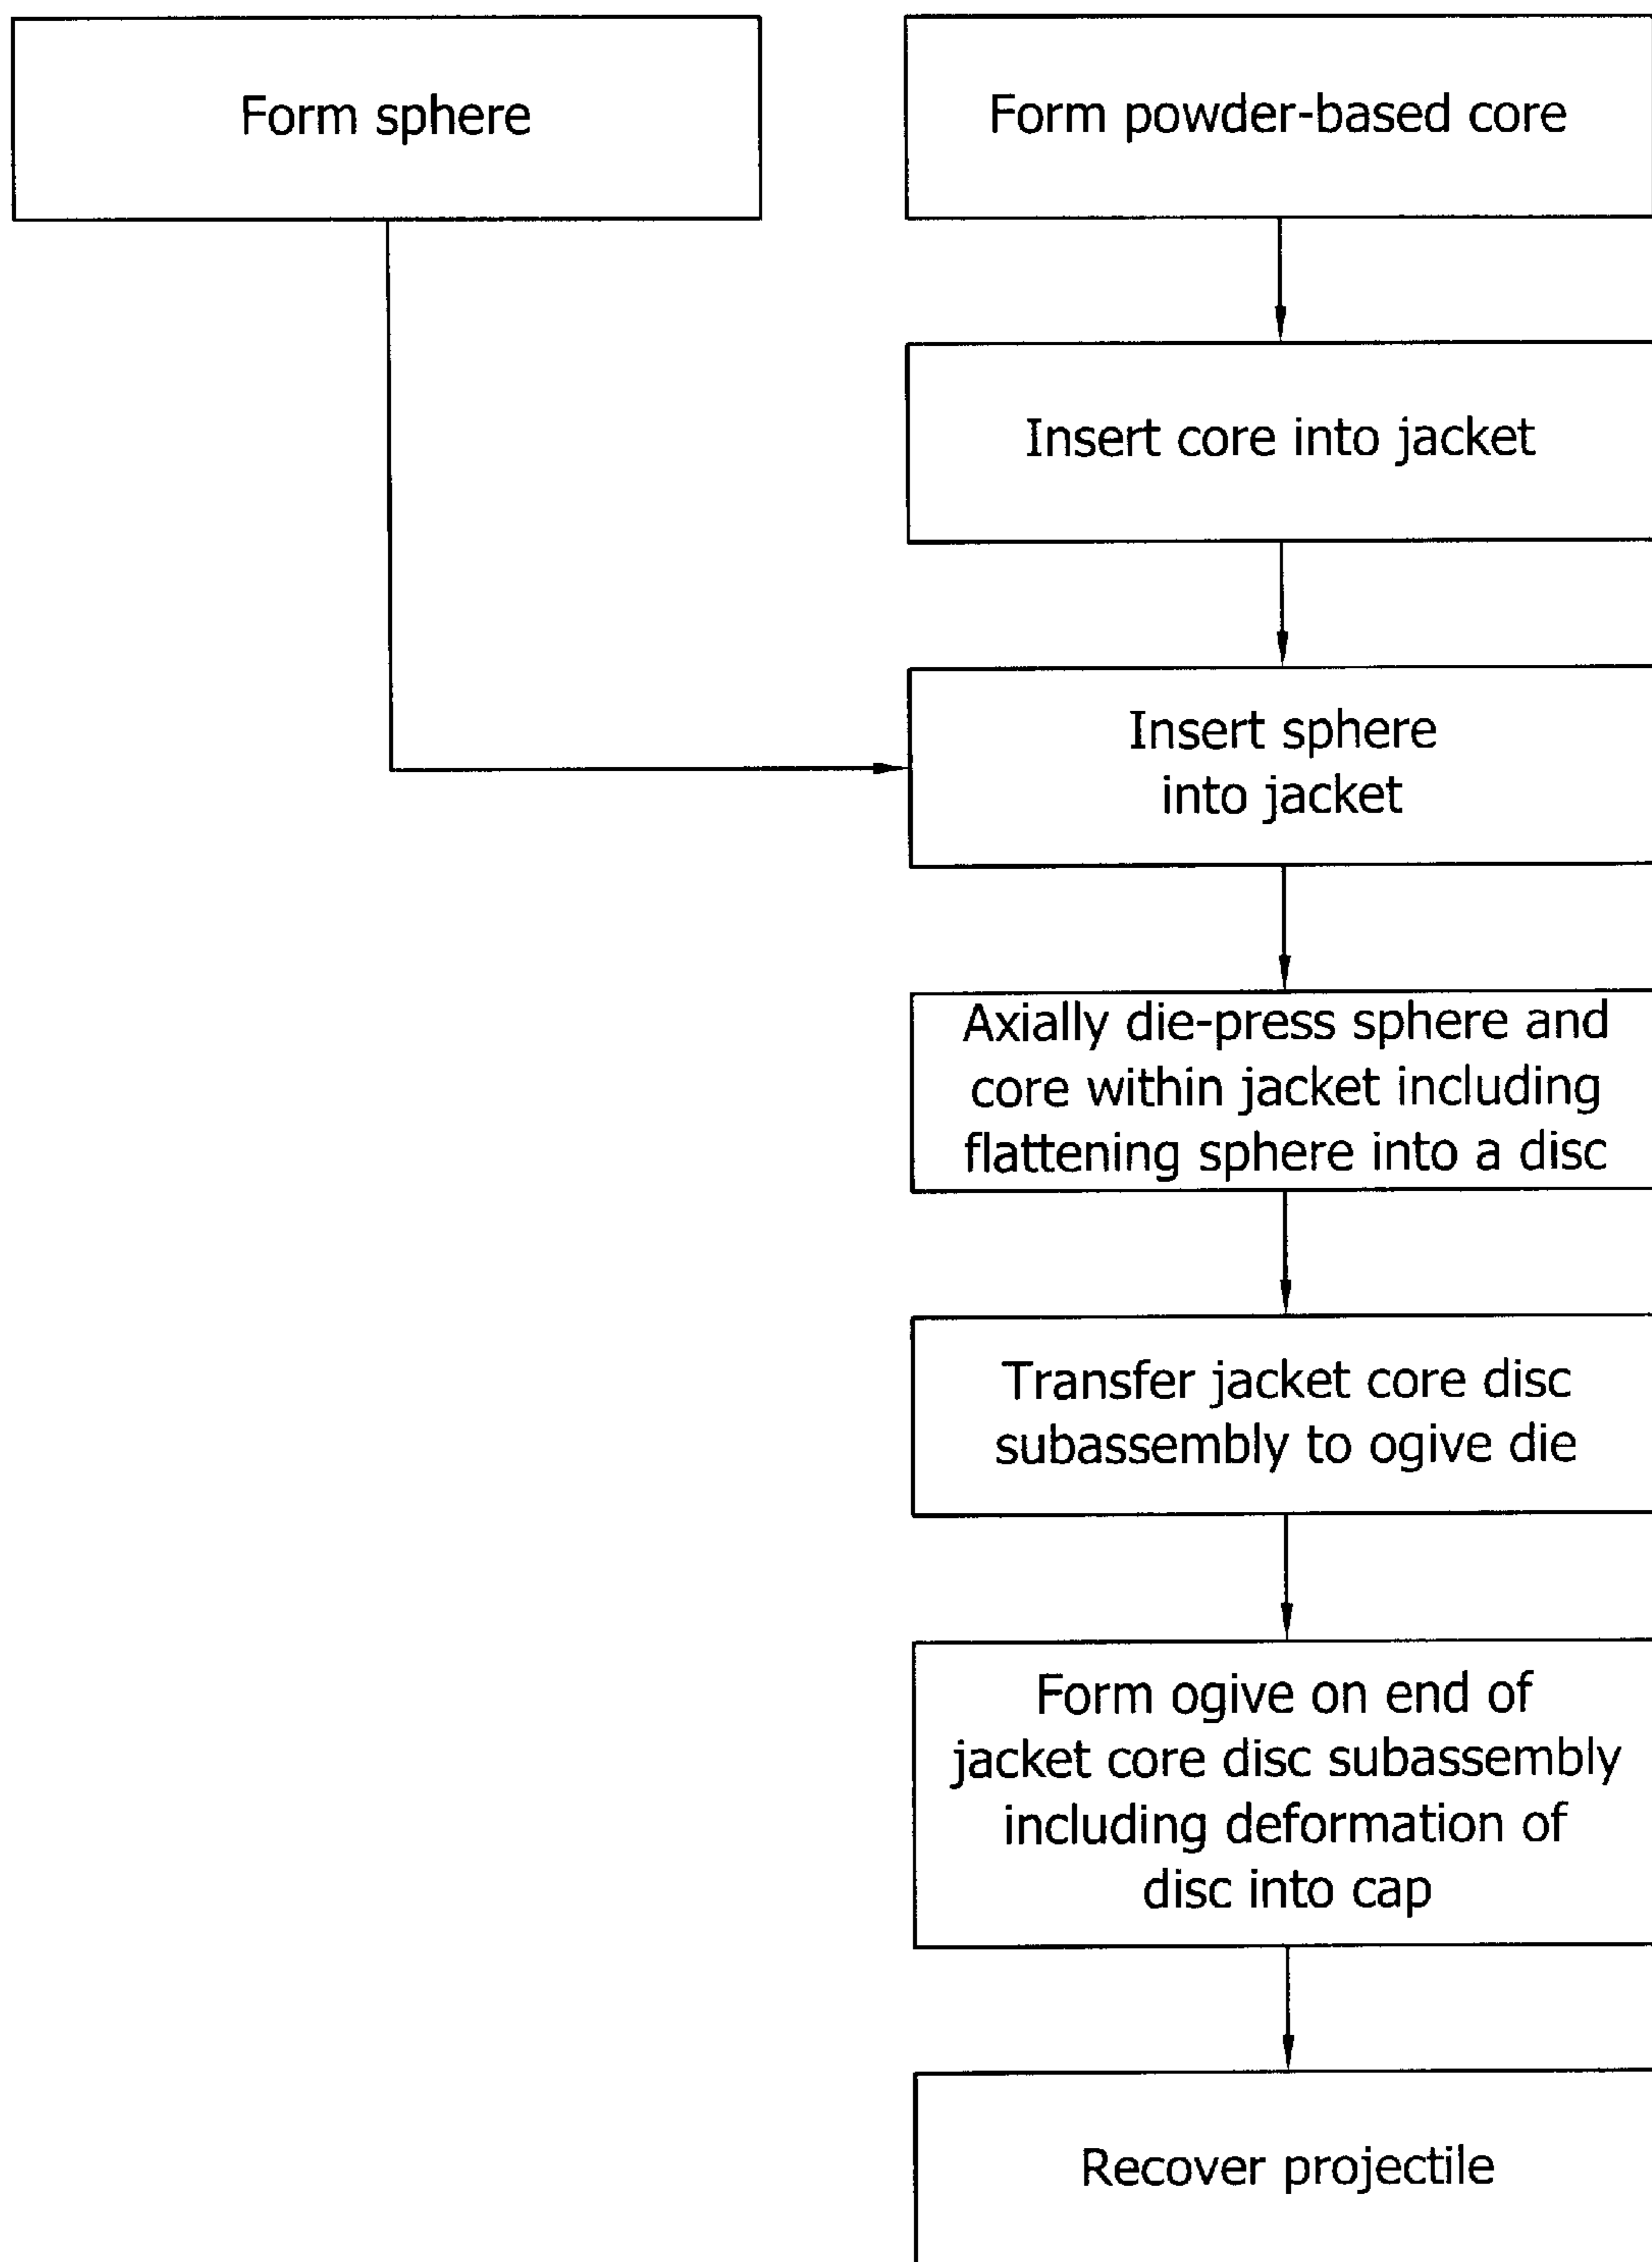 Form sphere
Form powder-based core
Insert core into jacket
Insert sphere
into jacket
Axially die-press sphere and
core within jacket including
flattening sphere into a disc
Transfer jacket core disc
subassembly to ogive die
Form ogive on end of
jacket core disc subassembly
including deformation of
disc into cap
Recover projectile